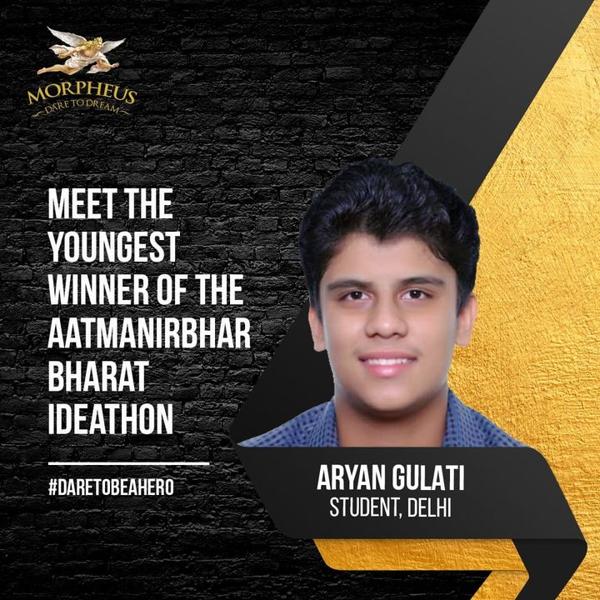 MORPHEUS
DARE TO DREAM
MEET THE
YOUNGEST
WINNER OF THE
AATMANIRBHAR
BHARAT
IDEATHON
#DARETOBEAHERO
ARYAN GULATI
STUDENT, DELHI